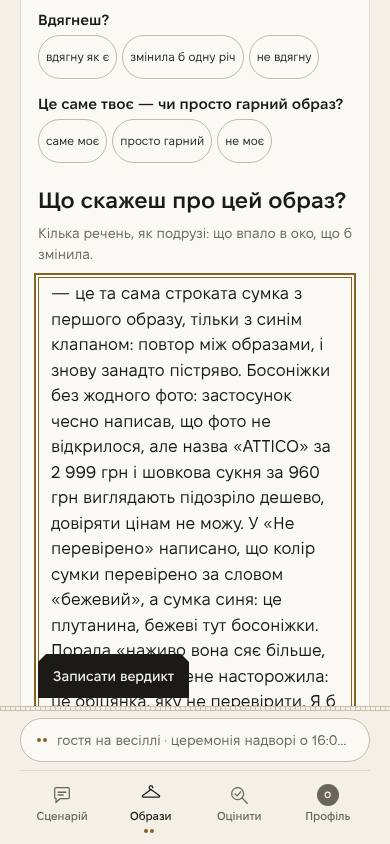 Вдягнеш?
вдягну як є
змінила б одну річ
не вдягну
Це саме твоє — чи просто гарний образ?
саме моє
просто гарний
не моє
Що скажеш про цей образ?
Кілька речень, як подрузі: що впало в око, що б
змінила.
— це та сама строката сумка з
першого образу, тільки з синім
клапаном: повтор між образами, і
знову занадто пістряво. Босоніжки
без жодного фото: застосунок
чесно написав, що фото не
відкрилося, але назва «ATTICO» за
2 999 грн і шовкова сукня за 960
грн виглядають підозріло дешево,
довіряти цінам не можу. У «Не
перевірено» написано, що колір
сумки перевірено за словом
«бежевий», а сумка синя: це
плутанина, бежеві тут босоніжки.
Порада «наживо вона сяє більше,
насторожила:
це обіцянка, яку не перевірити. Я б
Записати вердикт
гостя на весіллі · церемонія надворі о 16:0...
Сценарій
Образи
Оцінити
О
Профіль